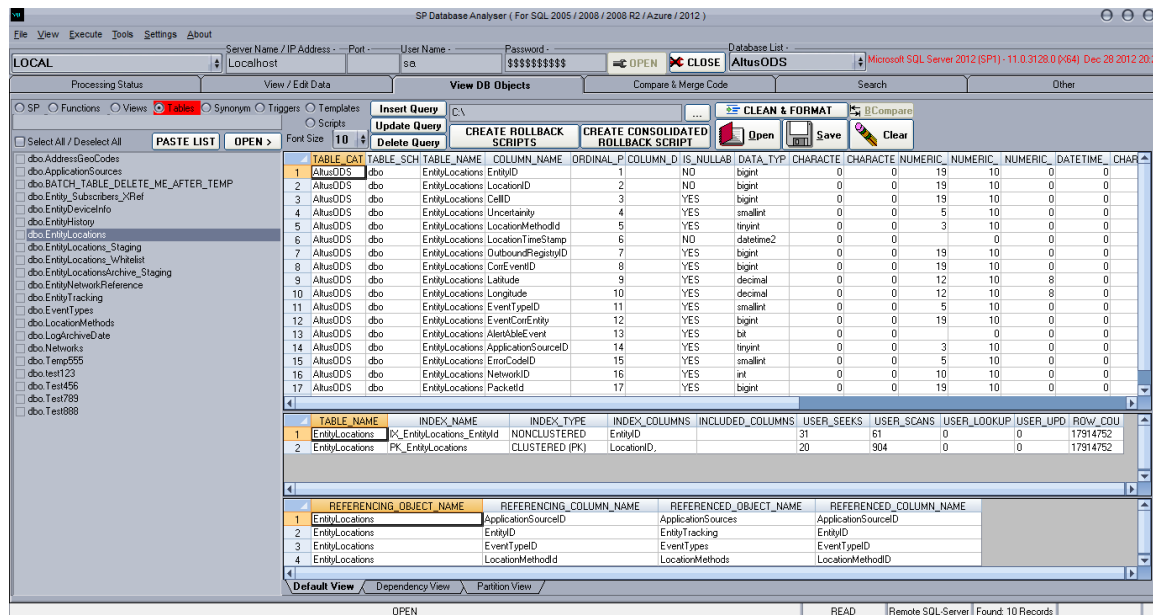 SP Database Analyser ( For SQL 2005 / 2008 / 2008 R2 / Azure / 2012 )
File View Execute Tools Settings About
Server Name / IP Address - Port - User Name - Password - Database List -
LOCAL Localhost sa $$$$$$$$$$ OPEN CLOSE AltusODS Microsoft SQL Server 2012 (SP1) - 11.0.3128.0 (X64) Dec 28 2012 20:
Processing Status View / Edit Data View DB Objects Compare & Merge Code Search Other
SP Functions Views Tables Synonym Triggers Templates Scripts
Insert Query C:\ ... CLEAN & FORMAT BCompare
Update Query CREATE ROLLBACK SCRIPTS CREATE CONSOLIDATED ROLLBACK SCRIPT Open Save Clear
Select All / Deselect All PASTE LIST OPEN > Font Size 10 Delete Query
dbo.AddressGeoCodes
dbo.ApplicationSources
dbo.BATCH_TABLE_DELETE_ME_AFTER_TEMP
dbo.Entity_Subscribers_XRef
dbo.EntityDeviceInfo
dbo.EntityHistory
dbo.EntityLocations
dbo.EntityLocations_Staging
dbo.EntityLocations_Whitelist
dbo.EntityLocationsArchive_Staging
dbo.EntityNetworkReference
dbo.EntityTracking
dbo.EventTypes
dbo.LocationMethods
dbo.LogArchiveDate
dbo.Networks
dbo.Temp555
dbo.test123
dbo.Test456
dbo.Test789
dbo.Test888
TABLE_CAT TABLE_SCH TABLE_NAME COLUMN_NAME ORDINAL_P COLUMN_D IS_NULLAB DATA_TYP CHARACTE CHARACTE NUMERIC_ NUMERIC_ NUMERIC_ DATETIME_ CHAR
1 AltusODS dbo EntityLocations EntityID 1 NO bigint 0 0 19 10 0 0
2 AltusODS dbo EntityLocations LocationID 2 NO bigint 0 0 19 10 0 0
3 AltusODS dbo EntityLocations CellID 3 YES bigint 0 0 19 10 0 0
4 AltusODS dbo EntityLocations Uncertainity 4 YES smallint 0 0 5 10 0 0
5 AltusODS dbo EntityLocations LocationMethodId 5 YES tinyint 0 0 3 10 0 0
6 AltusODS dbo EntityLocations LocationTimeStamp 6 NO datetime2 0 0 0 0 0
7 AltusODS dbo EntityLocations OutboundRegistryID 7 YES bigint 0 0 19 10 0 0
8 AltusODS dbo EntityLocations CorrEventID 8 YES bigint 0 0 19 10 0 0
9 AltusODS dbo EntityLocations Latitude 9 YES decimal 0 0 12 10 8 0
10 AltusODS dbo EntityLocations Longitude 10 YES decimal 0 0 12 10 8 0
11 AltusODS dbo EntityLocations EventTypeID 11 YES smallint 0 0 5 10 0 0
12 AltusODS dbo EntityLocations EventCorrEntity 12 YES bigint 0 0 19 10 0 0
13 AltusODS dbo EntityLocations AlertAbleEvent 13 YES bit 0 0 0 0 0
14 AltusODS dbo EntityLocations ApplicationSourceID 14 YES tinyint 0 0 3 10 0 0
15 AltusODS dbo EntityLocations ErrorCodeID 15 YES smallint 0 0 5 10 0 0
16 AltusODS dbo EntityLocations NetworkID 16 YES int 0 0 10 10 0 0
17 AltusODS dbo EntityLocations PacketId 17 YES bigint 0 0 19 10 0 0
TABLE_NAME INDEX_NAME INDEX_TYPE INDEX_COLUMNS INCLUDED_COLUMNS USER_SEEKS USER_SCANS USER_LOOKUP USER_UPD ROW_COU
1 EntityLocations IX_EntityLocations_EntityId NONCLUSTERED EntityID 31 61 0 0 17914752
2 EntityLocations PK_EntityLocations CLUSTERED (PK) LocationID, 20 904 0 0 17914752
REFERENCING_OBJECT_NAME REFERENCING_COLUMN_NAME REFERENCED_OBJECT_NAME REFERENCED_COLUMN_NAME
1 EntityLocations ApplicationSourceID ApplicationSources ApplicationSourceID
2 EntityLocations EntityID EntityTracking EntityID
3 EntityLocations EventTypeID EventTypes EventTypeID
4 EntityLocations LocationMethodId LocationMethods LocationMethodID
Default View Dependency View Partition View
OPEN READ Remote SQL-Server Found: 10 Records